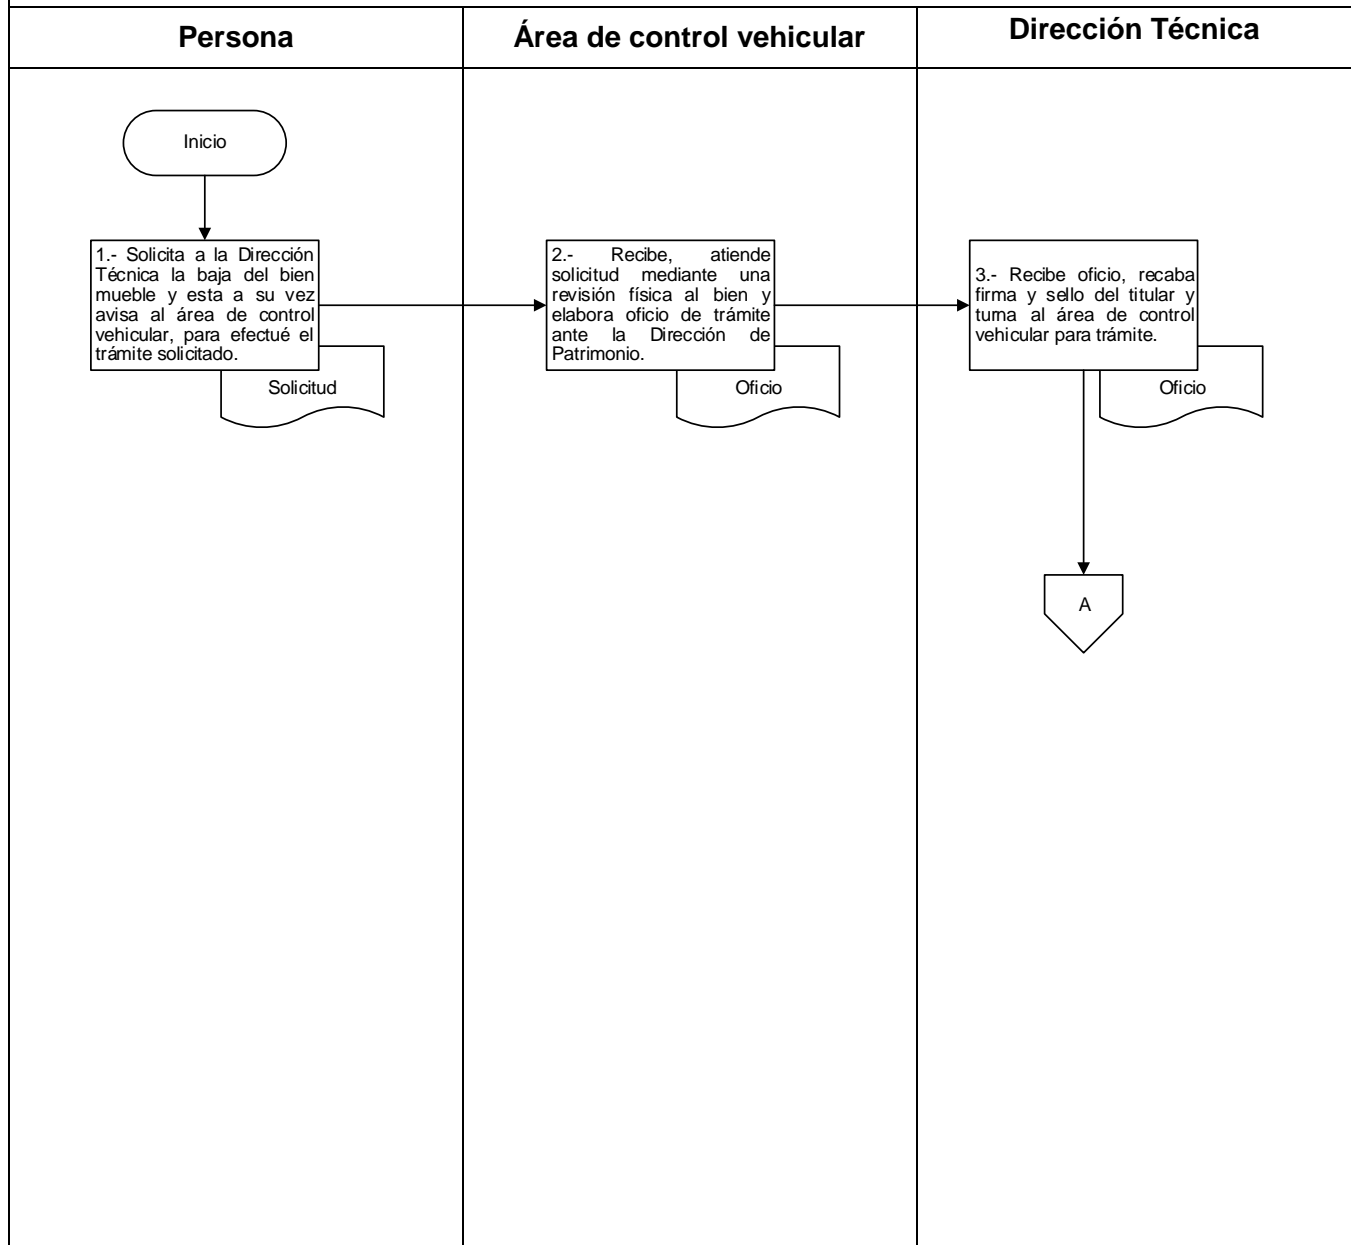 Persona
Área de control vehicular
Dirección Técnica
Inicio
1.- Solicita a la Dirección
Técnica la baja del bien
mueble y esta a su vez
avisa al área de control
vehicular, para efectué el
trámite solicitado.
Solicitud
2.- Recibe, atiende
solicitud mediante una
revisión física al bien y
elabora oficio de trámite
ante la Dirección de
Patrimonio.
Oficio
3.- Recibe oficio, recaba
firma y sello del titular y
turna al área de control
vehicular para trámite.
Oficio
A